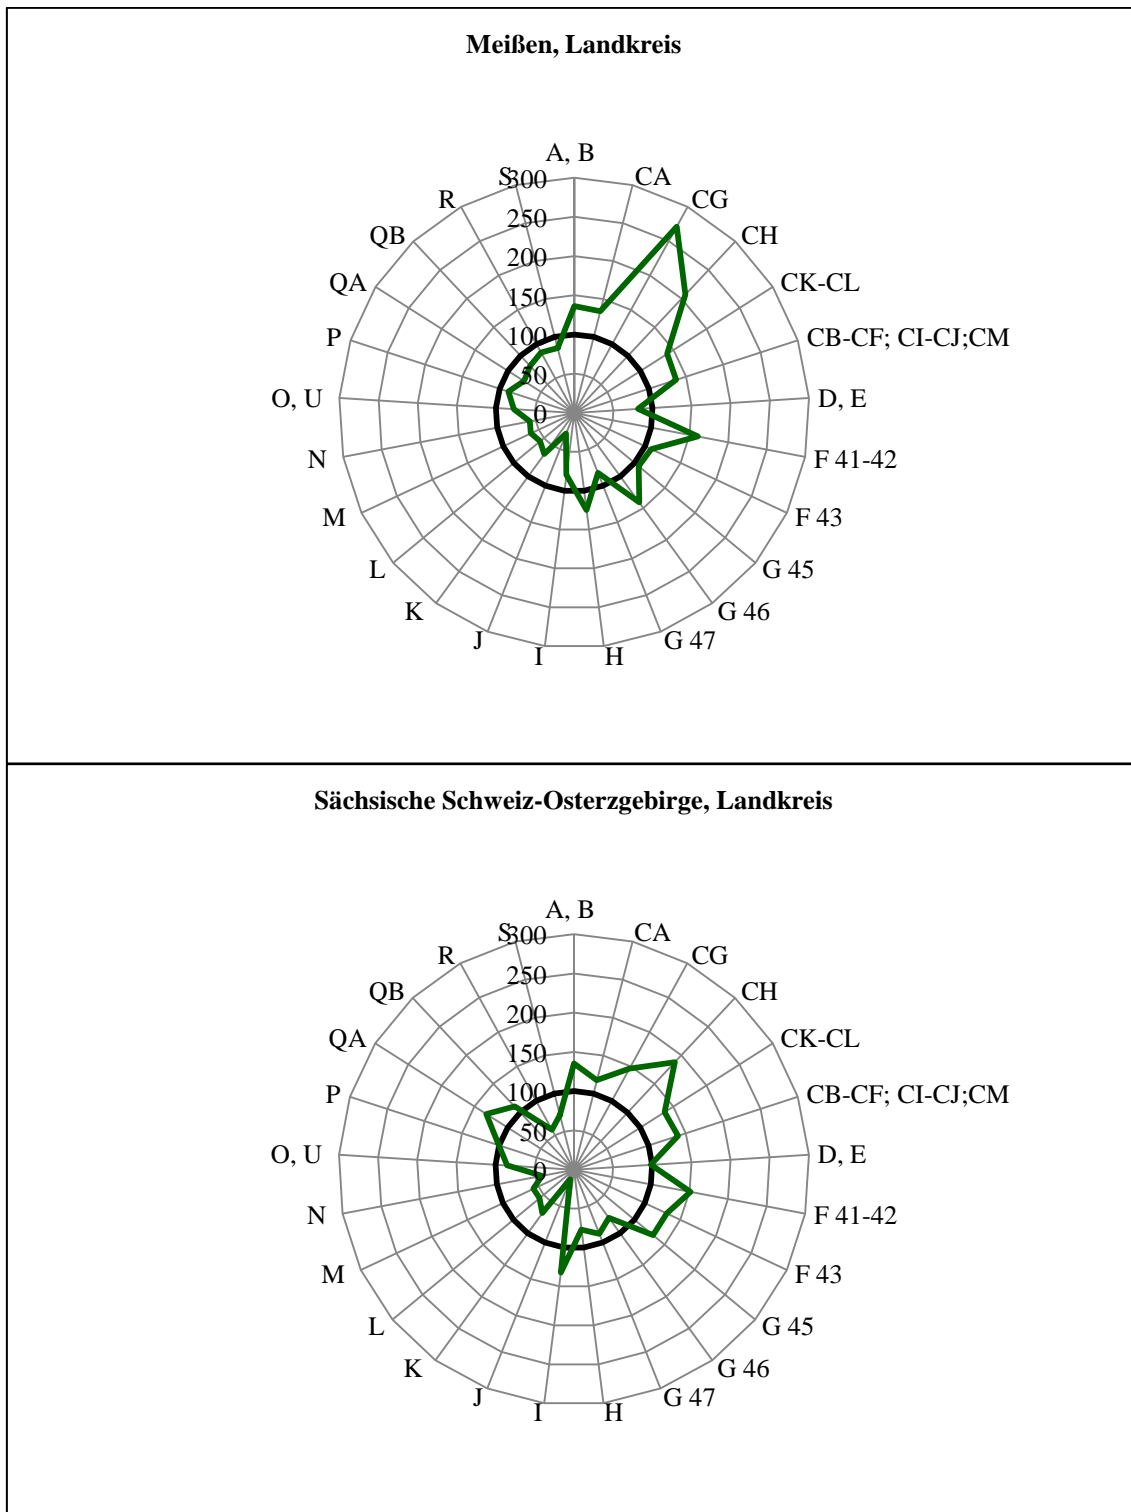 Meißen, Landkreis
A, B
CA
CG
CH
CK-CL
CB-CF; CI-CJ;CM
D, E
F 41-42
F 43
G 45
G 46
G 47
H
I
J
K
L
M
N
O, U
P
QA
QB
R
S
300
250
200
150
100
50
0
Sächsische Schweiz-Osterzgebirge, Landkreis
A, B
CA
CG
CH
CK-CL
CB-CF; CI-CJ;CM
D, E
F 41-42
F 43
G 45
G 46
G 47
H
I
J
K
L
M
N
O, U
P
QA
QB
R
S
300
250
200
150
100
50
0